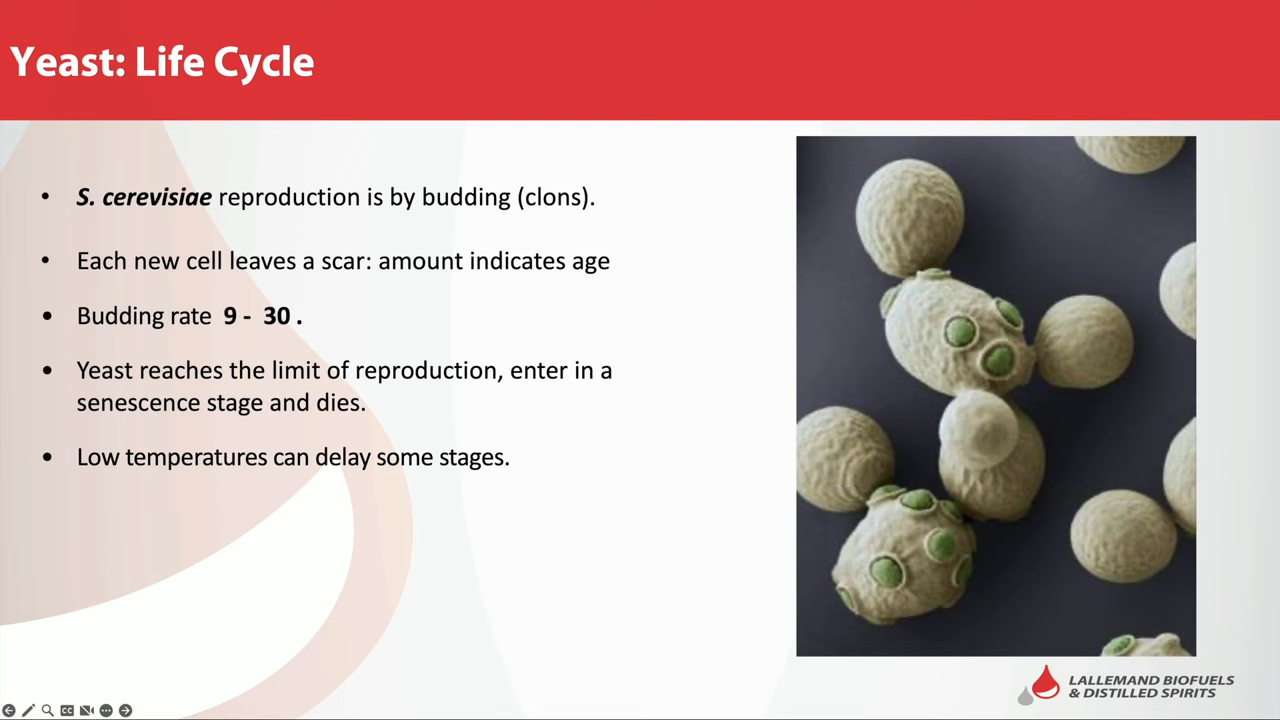 Yeast: Life Cycle
• S. cerevisiae reproduction is by budding (clons).
• Each new cell leaves a scar: amount indicates age
• Budding rate 9 - 30 .
• Yeast reaches the limit of reproduction, enter in a
senescence stage and dies.
• Low temperatures can delay some stages.
LALLEMAND BIOFUELS
& DISTILLED SPIRITS
CC